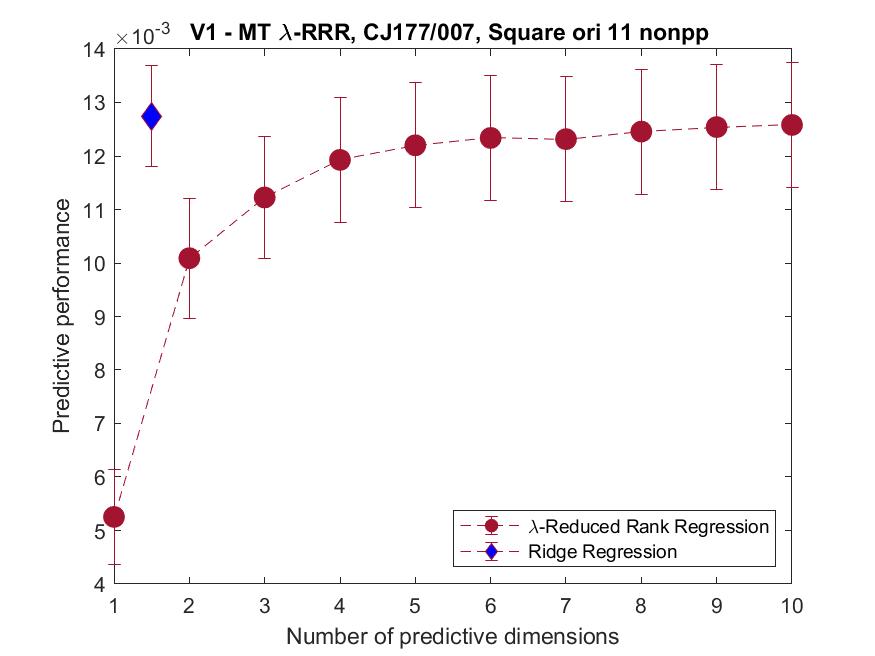 ×10-3
V1 - MT λ-RRR, CJ177/007, Square ori 11 nonpp
14
13
12
11
10
9
8
7
6
5
4
Predictive performance
λ-Reduced Rank Regression
Ridge Regression
1 2 3 4 5 6 7 8 9 10
Number of predictive dimensions